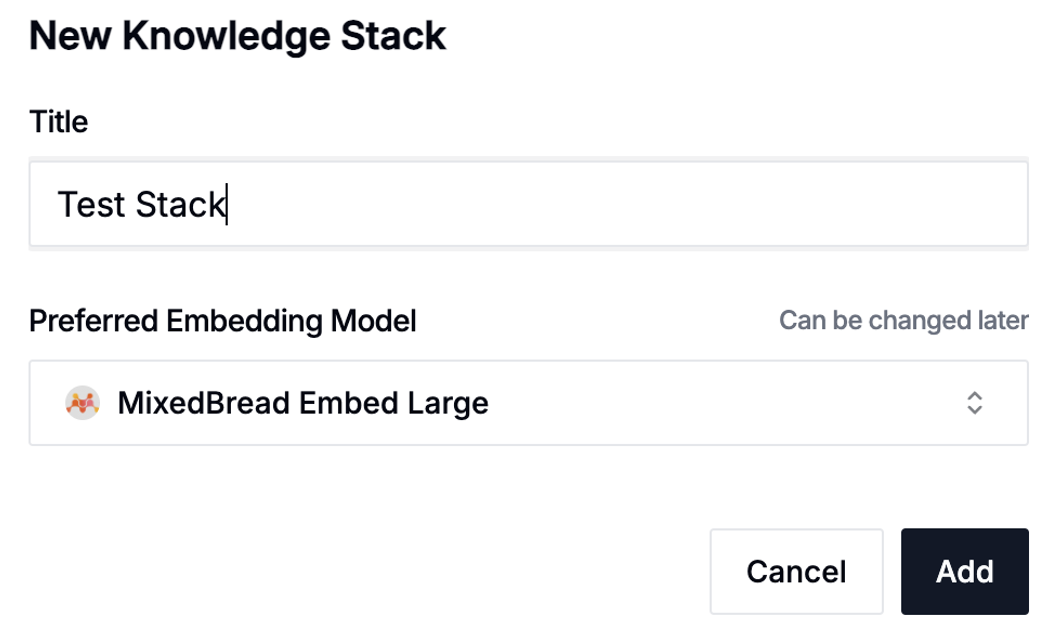 New Knowledge Stack
Title
Test Stack
Preferred Embedding Model Can be changed later
MixedBread Embed Large
Cancel Add